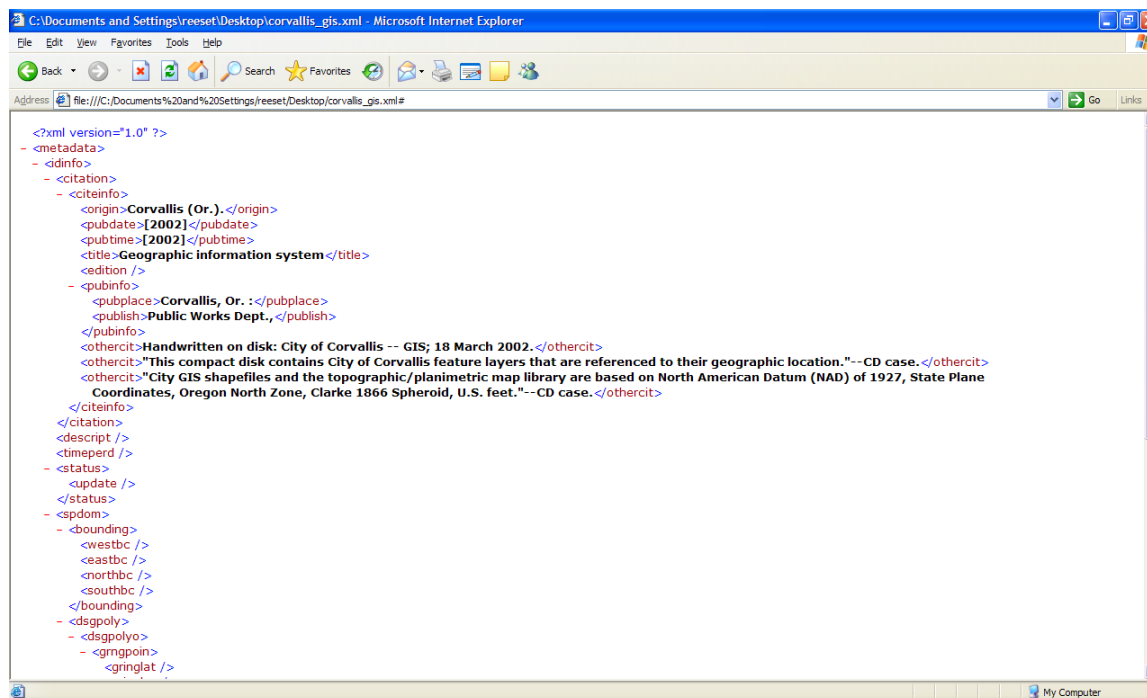 C:\Documents and Settings\reeset\Desktop\corvallis_gis.xml - Microsoft Internet Explorer
File Edit View Favorites Tools Help
Back Search Favorites
Address file:///C:/Documents%20and%20Settings/reeset/Desktop/corvallis_gis.xml# Go Links
<?xml version="1.0" ?>
- <metadata>
- <idinfo>
- <citation>
- <citeinfo>
<origin>Corvallis (Or.).</origin>
<pubdate>[2002]</pubdate>
<pubtime>[2002]</pubtime>
<title>Geographic information system</title>
<edition />
- <pubinfo>
<pubplace>Corvallis, Or. :</pubplace>
<publish>Public Works Dept.,</publish>
</pubinfo>
<othercit>Handwritten on disk: City of Corvallis -- GIS; 18 March 2002.</othercit>
<othercit>"This compact disk contains City of Corvallis feature layers that are referenced to their geographic location."--CD case.</othercit>
<othercit>"City GIS shapefiles and the topographic/planimetric map library are based on North American Datum (NAD) of 1927, State Plane
Coordinates, Oregon North Zone, Clarke 1866 Spheroid, U.S. feet."--CD case.</othercit>
</citeinfo>
</citation>
<descript />
<timeperd />
- <status>
<update />
</status>
- <spdom>
- <bounding>
<westbc />
<eastbc />
<northbc />
<southbc />
</bounding>
- <dsgpoly>
- <dsgpolyo>
- <grngpoin>
<gringlat />
My Computer